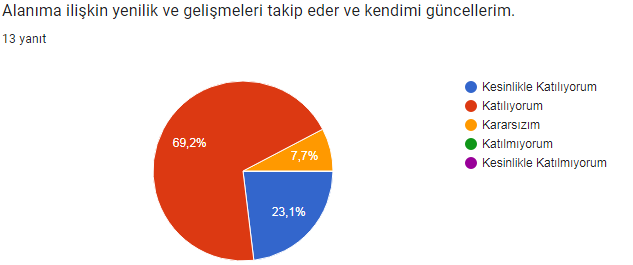 Alanıma ilişkin yenilik ve gelişmeleri takip eder ve kendimi güncellerim.
13 yanıt
Kesinlikle Katılıyorum
Katılıyorum
Kararsızım
Katılmıyorum
Kesinlikle Katılmıyorum
69,2%
7,7%
23,1%